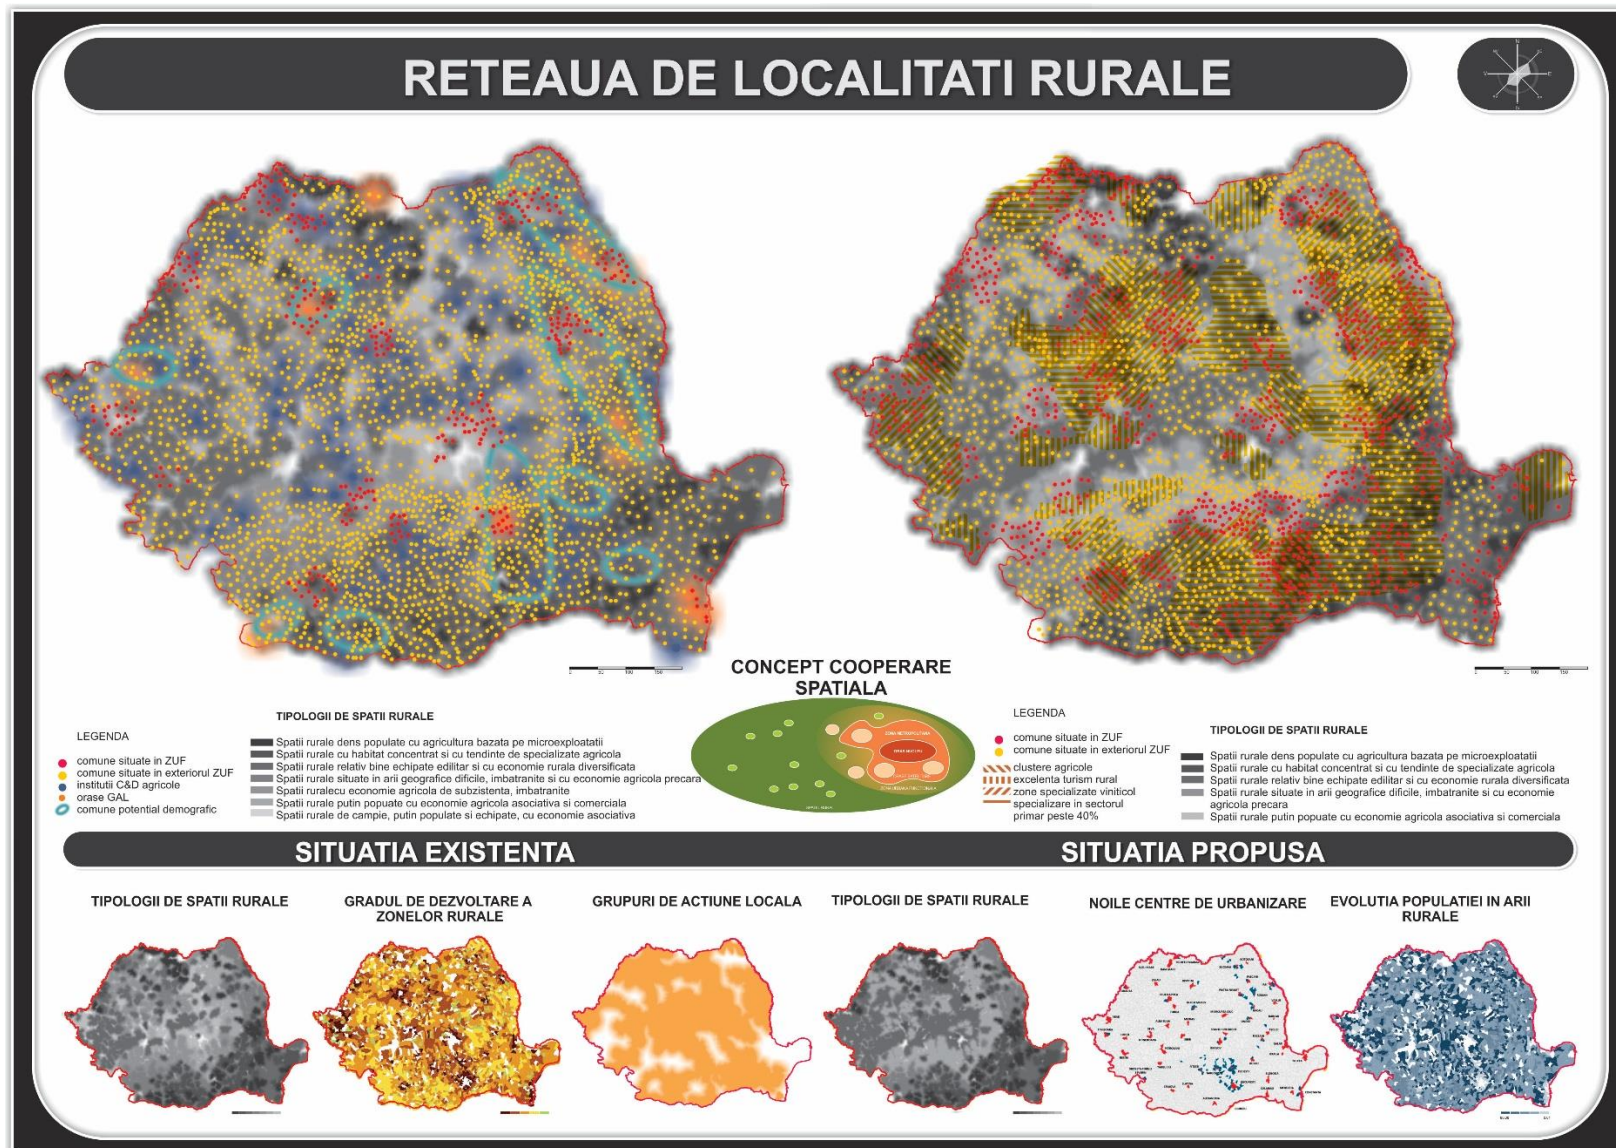 RETEAUA DE LOCALITATI RURALE
CONCEPT COOPERARE
SPATIALA
LEGENDA
comune situate in ZUF
comune situate in exteriorul ZUF
institutii C&D agricole
orase GAL
comune potential demografic
TIPOLOGII DE SPATII RURALE
Spatii rurale dens populate cu agricultura bazata pe microexploatatii
Spatii rurale cu habitat concentrat si cu tendinte de specializate agricola
Spatii rurale relativ bine echipate edilitar si cu economie rurala diversificata
Spatii rurale situate in arii geografice dificile, imbatranite si cu economie agricola precara
Spatii ruralecu economie agricola de subzistenta, imbatranite
Spatii rurale putin popuate cu economie agricola asociativa si comerciala
Spatii rurale de campie, putin populate si echipate, cu economie asociativa
LEGENDA
comune situate in ZUF
comune situate in exteriorul ZUF
clustere agricole
excelenta turism rural
zone specializate viniticol
specializare in sectorul
primar peste 40%
TIPOLOGII DE SPATII RURALE
Spatii rurale dens populate cu agricultura bazata pe microexploatatii
Spatii rurale cu habitat concentrat si cu tendinte de specializate agricola
Spatii rurale relativ bine echipate edilitar si cu economie rurala diversificata
Spatii rurale situate in arii geografice dificile, imbatranite si cu economie
agricola precara
Spatii rurale putin popuate cu economie agricola asociativa si comerciala
SITUATIA EXISTENTA
SITUATIA PROPUSA
TIPOLOGII DE SPATII RURALE
GRADUL DE DEZVOLTARE A
ZONELOR RURALE
GRUPURI DE ACTIUNE LOCALA
TIPOLOGII DE SPATII RURALE
NOILE CENTRE DE URBANIZARE
EVOLUTIA POPULATIEI IN ARII
RURALE